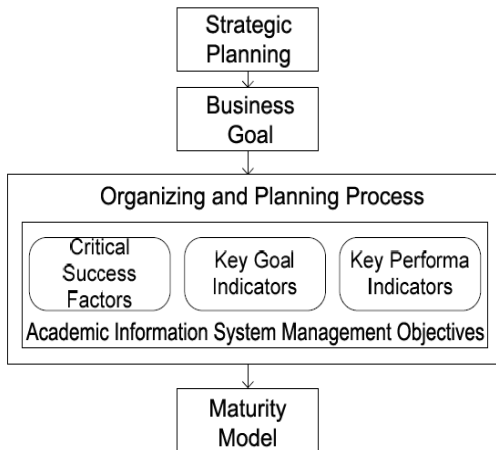 Strategic
Planning
Business
Goal
Organizing and Planning Process
Critical
Success
Factors
Key Goal
Indicators
Key Performa
Indicators
Academic Information System Management Objectives
Maturity
Model